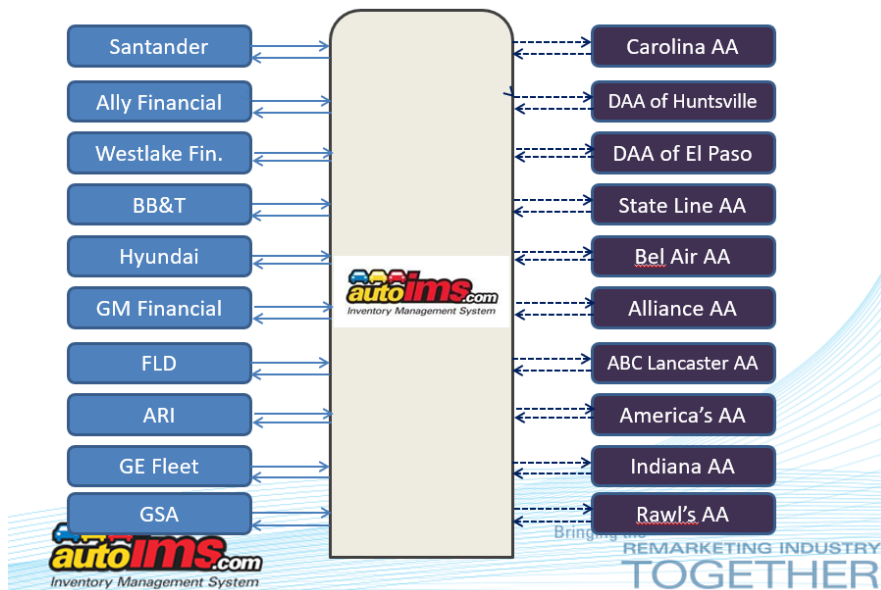 Santander
Carolina AA
Ally Financial
DAA of Huntsville
Westlake Fin.
DAA of El Paso
BB&T
State Line AA
Hyundai
Bel Air AA
autoims.com
Inventory Management System
GM Financial
Alliance AA
FLD
ABC Lancaster AA
ARI
America's AA
GE Fleet
Indiana AA
GSA
Rawl's AA
autoims.com
Inventory Management System
Bringing the
REMARKETING INDUSTRY
TOGETHER